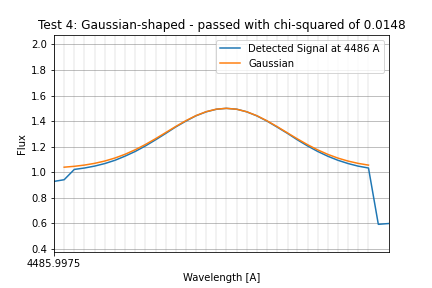 Test 4: Gaussian-shaped - passed with chi-squared of 0.0148
Detected Signal at 4486 A
Gaussian
2.0
1.8
1.6
1.4
1.2
1.0
0.8
0.6
0.4
Flux
4485.9975
Wavelength [A]